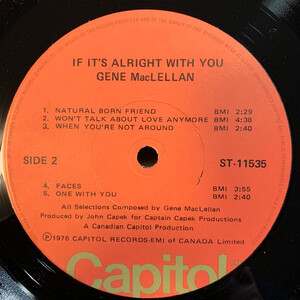 IF IT'S ALRIGHT WITH YOU
GENE MacLELLAN
1. NATURAL BORN FRIEND BMI 2:29
2. WON'T TALK ABOUT LOVE ANYMORE BMI 4:38
3. WHEN YOU'RE NOT AROUND BMI 2:40
SIDE 2 ST-11535
4. FACES BMI 3:55
5. ONE WITH YOU BMI 2:40
All Selections Composed by Gene MacLellan
Produced by John Capek for Captain Capek Productions
A Canadian Capitol Production
℗ 1976 CAPITOL RECORDS-EMI of CANADA Limited
Capitol